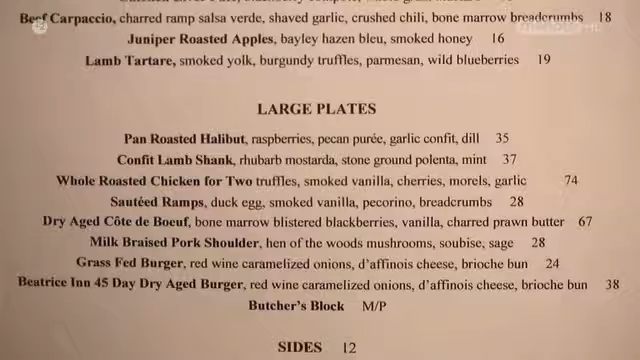 Beef Carpaccio, charred ramp salsa verde, shaved garlic, crushed chili, bone marrow breadcrumbs 18
Juniper Roasted Apples, bayley hazen bleu, smoked honey 16
Lamb Tartare, smoked yolk, burgundy truffles, parmesan, wild blueberries 19
LARGE PLATES
Pan Roasted Halibut, raspberries, pecan purée, garlic confit, dill 35
Confit Lamb Shank, rhubarb mostarda, stone ground polenta, mint 37
Whole Roasted Chicken for Two truffles, smoked vanilla, cherries, morels, garlic 74
Sautéed Ramps, duck egg, smoked vanilla, pecorino, breadcrumbs 28
Dry Aged Côte de Boeuf, bone marrow blistered blackberries, vanilla, charred prawn butter 67
Milk Braised Pork Shoulder, hen of the woods mushrooms, soubise, sage 28
Grass Fed Burger, red wine caramelized onions, d'affinois cheese, brioche bun 24
Beatrice Inn 45 Day Dry Aged Burger, red wine caramelized onions, d'affinois cheese, brioche bun 38
Butcher's Block M/P
SIDES 12